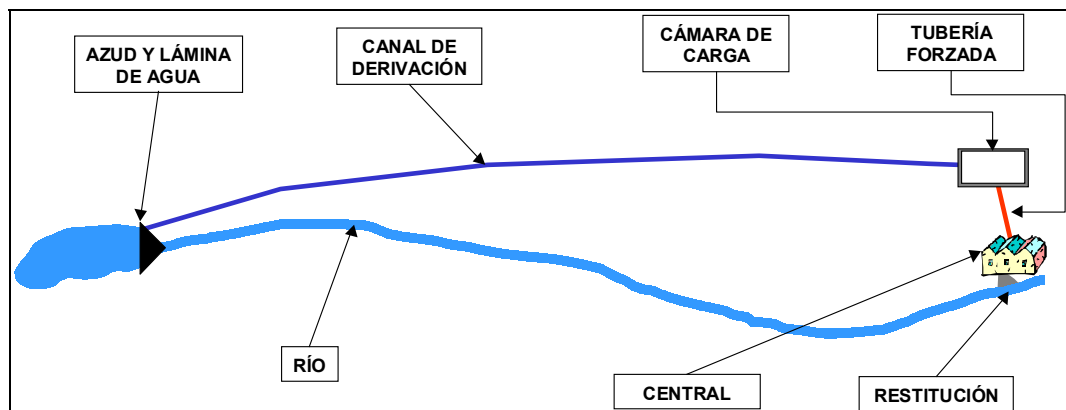 AZUD Y LÁMINA
DE AGUA
CANAL DE
DERIVACIÓN
CÁMARA DE
CARGA
TUBERÍA
FORZADA
RÍO
CENTRAL
RESTITUCIÓN